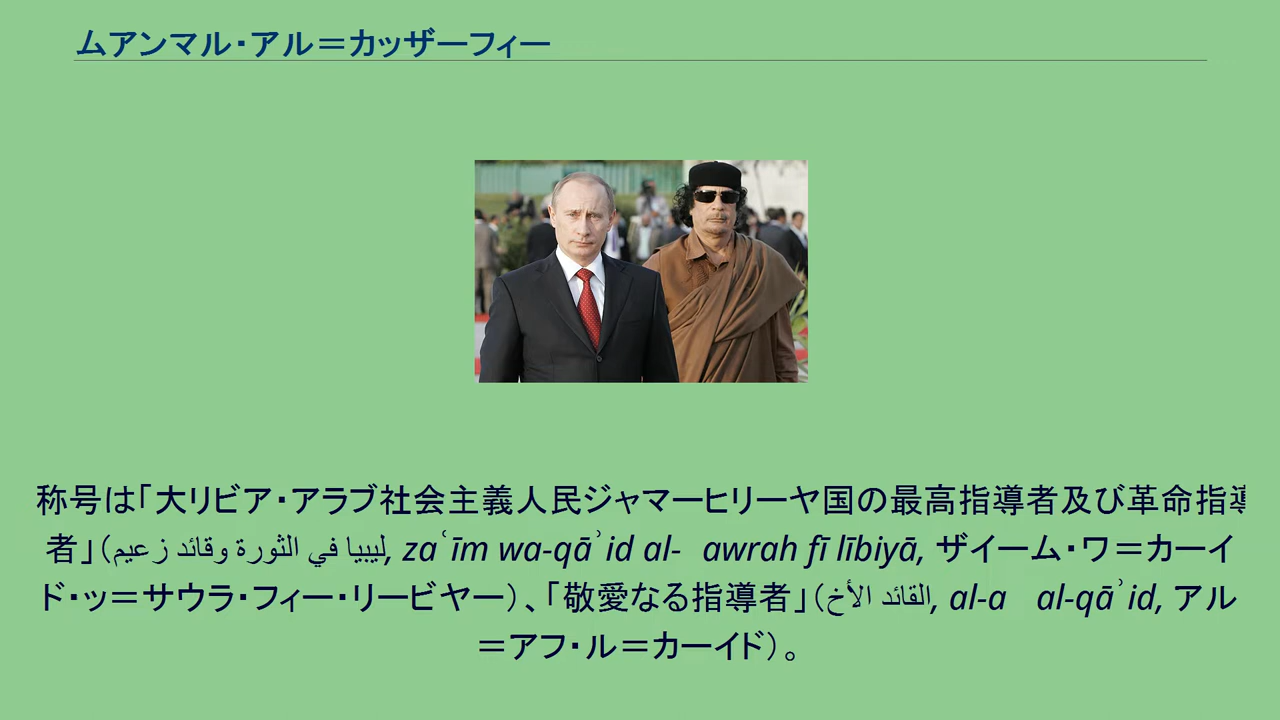 ムアンマル・アル＝カッザーフィー
称号は「大リビア・アラブ社会主義人民ジャマーヒリーヤ国の最高指導者及び革命指導
者」（زعيم وقائد الثورة في ليبيا, zaʿīm wa-qāʾid al- awrah fī lībiyā, ザイーム・ワ＝カーイ
ド・ッ＝サウラ・フィー・リービヤー）、「敬愛なる指導者」（الأخ القائد, al-a al-qāʾid, アル
＝アフ・ル＝カーイド）。